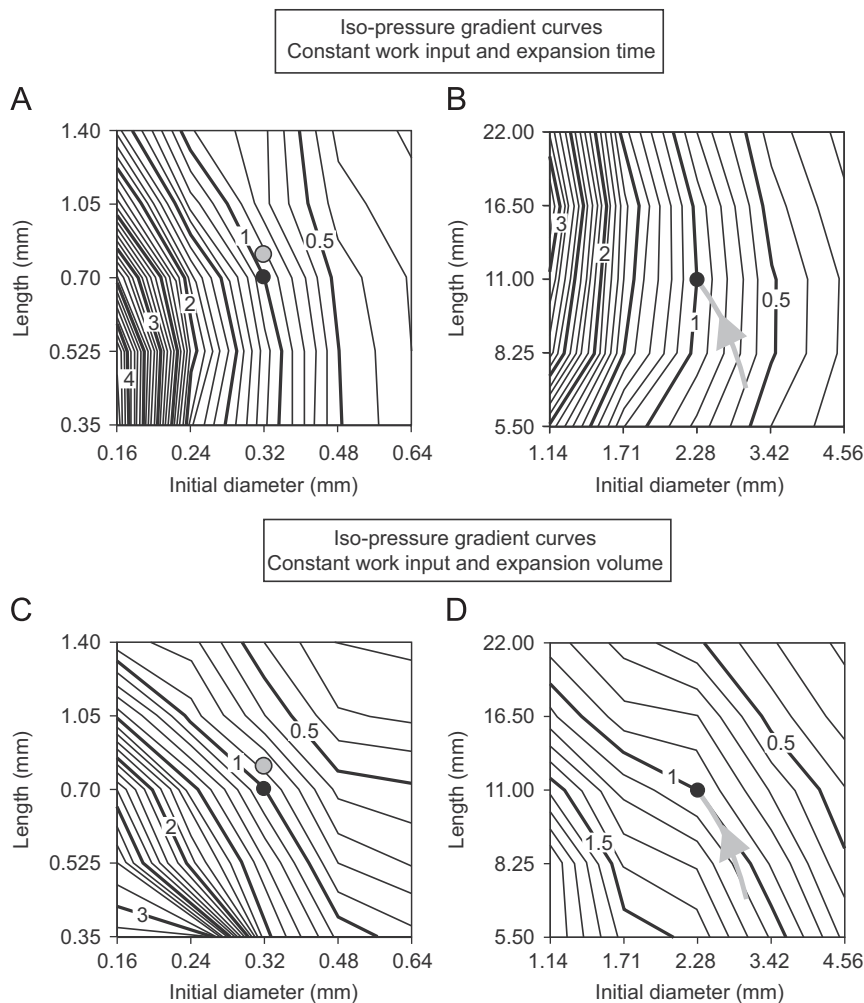 Iso-pressure gradient curves
Constant work input and expansion time
A
B
1.40
1.05
0.70
0.525
0.35
Length (mm)
1
0.5
2
3
4
0.16 0.24 0.32 0.48 0.64
Initial diameter (mm)
22.00
16.50
11.00
8.25
5.50
Length (mm)
3
2
1
0.5
1.14 1.71 2.28 3.42 4.56
Initial diameter (mm)
Iso-pressure gradient curves
Constant work input and expansion volume
C
D
1.40
1.05
0.70
0.525
0.35
Length (mm)
0.5
1
2
3
0.16 0.24 0.32 0.48 0.64
Initial diameter (mm)
22.00
16.50
11.00
8.25
5.50
Length (mm)
0.5
1
1.5
1.14 1.71 2.28 3.42 4.56
Initial diameter (mm)